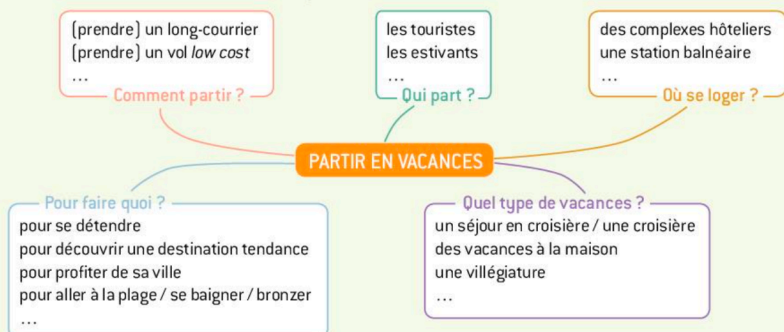 (prendre) un long-courrier
(prendre) un vol low cost
...
Comment partir ?
les touristes
les estivants
...
Qui part ?
des complexes hôteliers
une station balnéaire
...
Où se loger ?
PARTIR EN VACANCES
Pour faire quoi ?
pour se détendre
pour découvrir une destination tendance
pour profiter de sa ville
pour aller à la plage / se baigner / bronzer
...
Quel type de vacances ?
un séjour en croisière / une croisière
des vacances à la maison
une villégiature
...